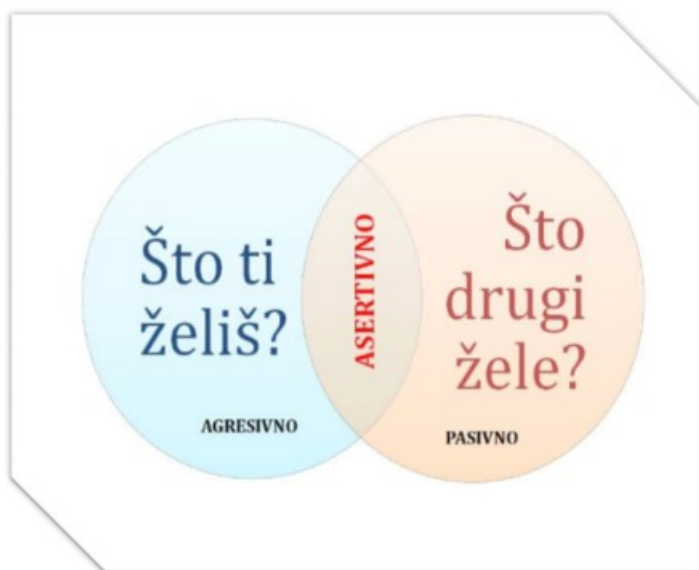 Što ti
želiš?
AGRESIVNO
ASERTIVNO
Što
drugi
žele?
PASIVNO